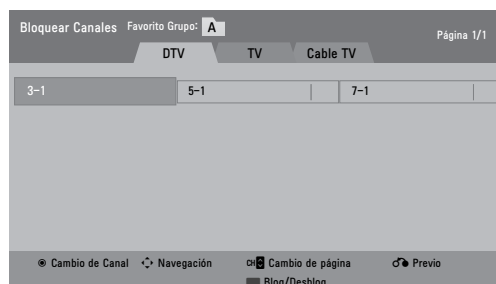 Bloquear Canales Favorito Grupo: A
Página 1/1
DTV TV Cable TV
3-1 5-1 7-1
Cambio de Canal Navegación CH Cambio de página Previo
Bloq/Desbloq